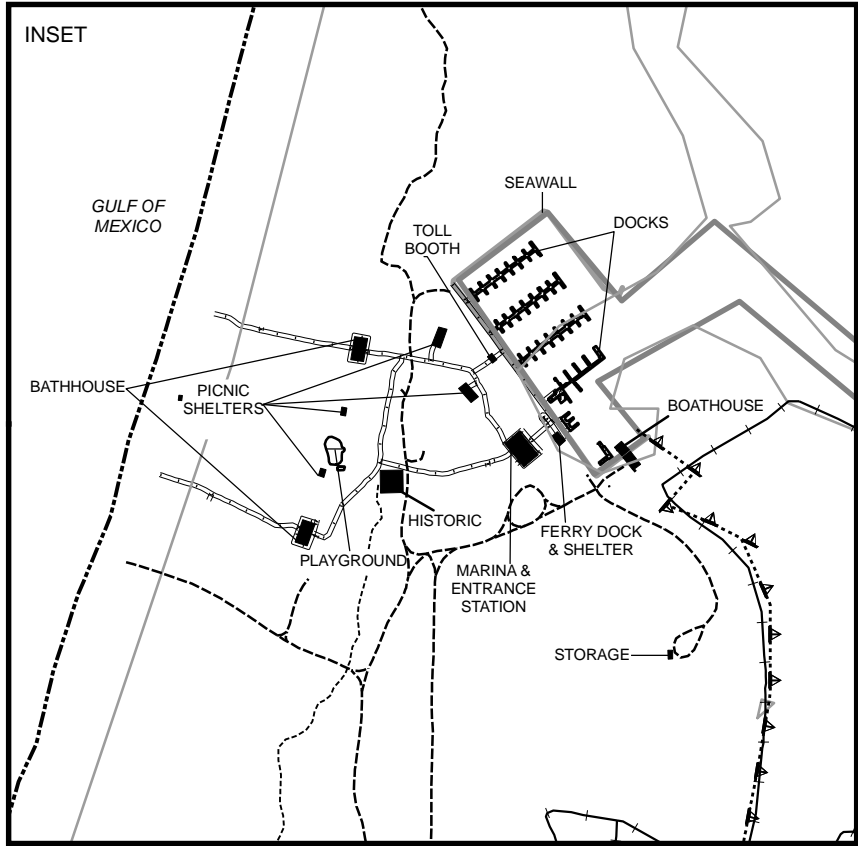 INSET
GULF OF
MEXICO
SEAWALL
DOCKS
TOLL
BOOTH
BATHHOUSE
PICNIC
SHELTERS
BOATHOUSE
HISTORIC
PLAYGROUND
FERRY DOCK
& SHELTER
MARINA &
ENTRANCE
STATION
STORAGE